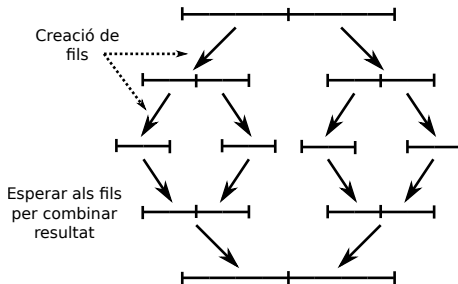 Creació de
fils
Esperar als fils
per combinar
resultat